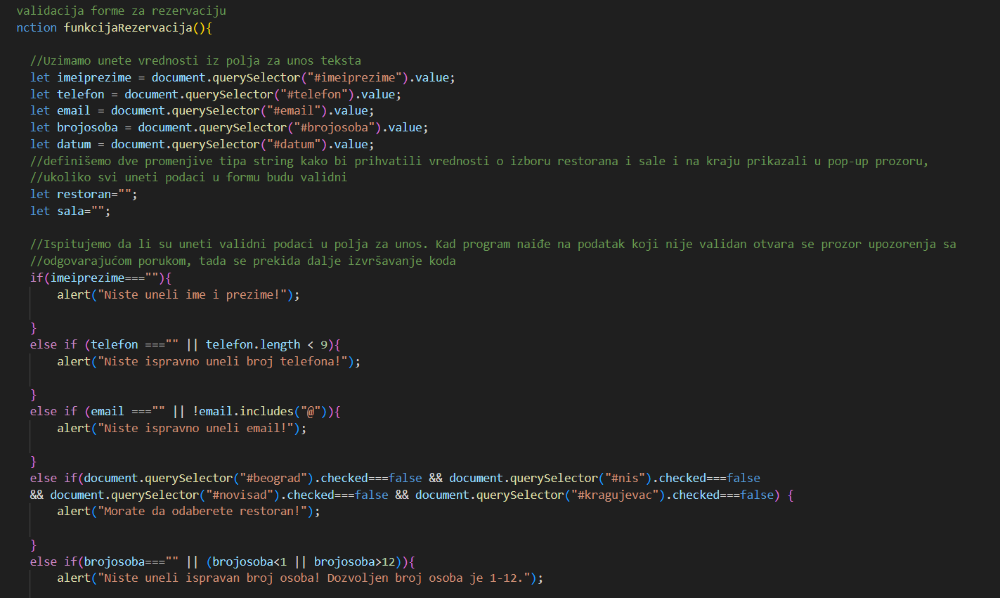 validacija forme za rezervaciju
nction funkcijaRezervacija(){
//Uzimamo unete vrednosti iz polja za unos teksta
let imeiprezime = document.querySelector("#imeiprezime").value;
let telefon = document.querySelector("#telefon").value;
let email = document.querySelector("#email").value;
let brojosoba = document.querySelector("#brojosoba").value;
let datum = document.querySelector("#datum").value;
//definišemo dve promenjive tipa string kako bi prihvatili vrednosti o izboru restorana i sale i na kraju prikazali u pop-up prozoru,
//ukoliko svi uneti podaci u formu budu validni
let restoran="";
let sala="";
//Ispitujemo da li su uneti validni podaci u polja za unos. Kad program naiđe na podatak koji nije validan otvara se prozor upozorenja sa
//odgovarajućom porukom, tada se prekida dalje izvršavanje koda
if(imeiprezime===""){
alert("Niste uneli ime i prezime!");
}
else if (telefon ==="" || telefon.length < 9){
alert("Niste ispravno uneli broj telefona!");
}
else if (email ==="" || !email.includes("@")){
alert("Niste ispravno uneli email!");
}
else if(document.querySelector("#beograd").checked===false && document.querySelector("#nis").checked===false
&& document.querySelector("#novisad").checked===false && document.querySelector("#kragujevac").checked===false) {
alert("Morate da odaberete restoran!");
}
else if(brojosoba==="" || (brojosoba<1 || brojosoba>12)){
alert("Niste uneli ispravan broj osoba! Dozvoljen broj osoba je 1-12.");